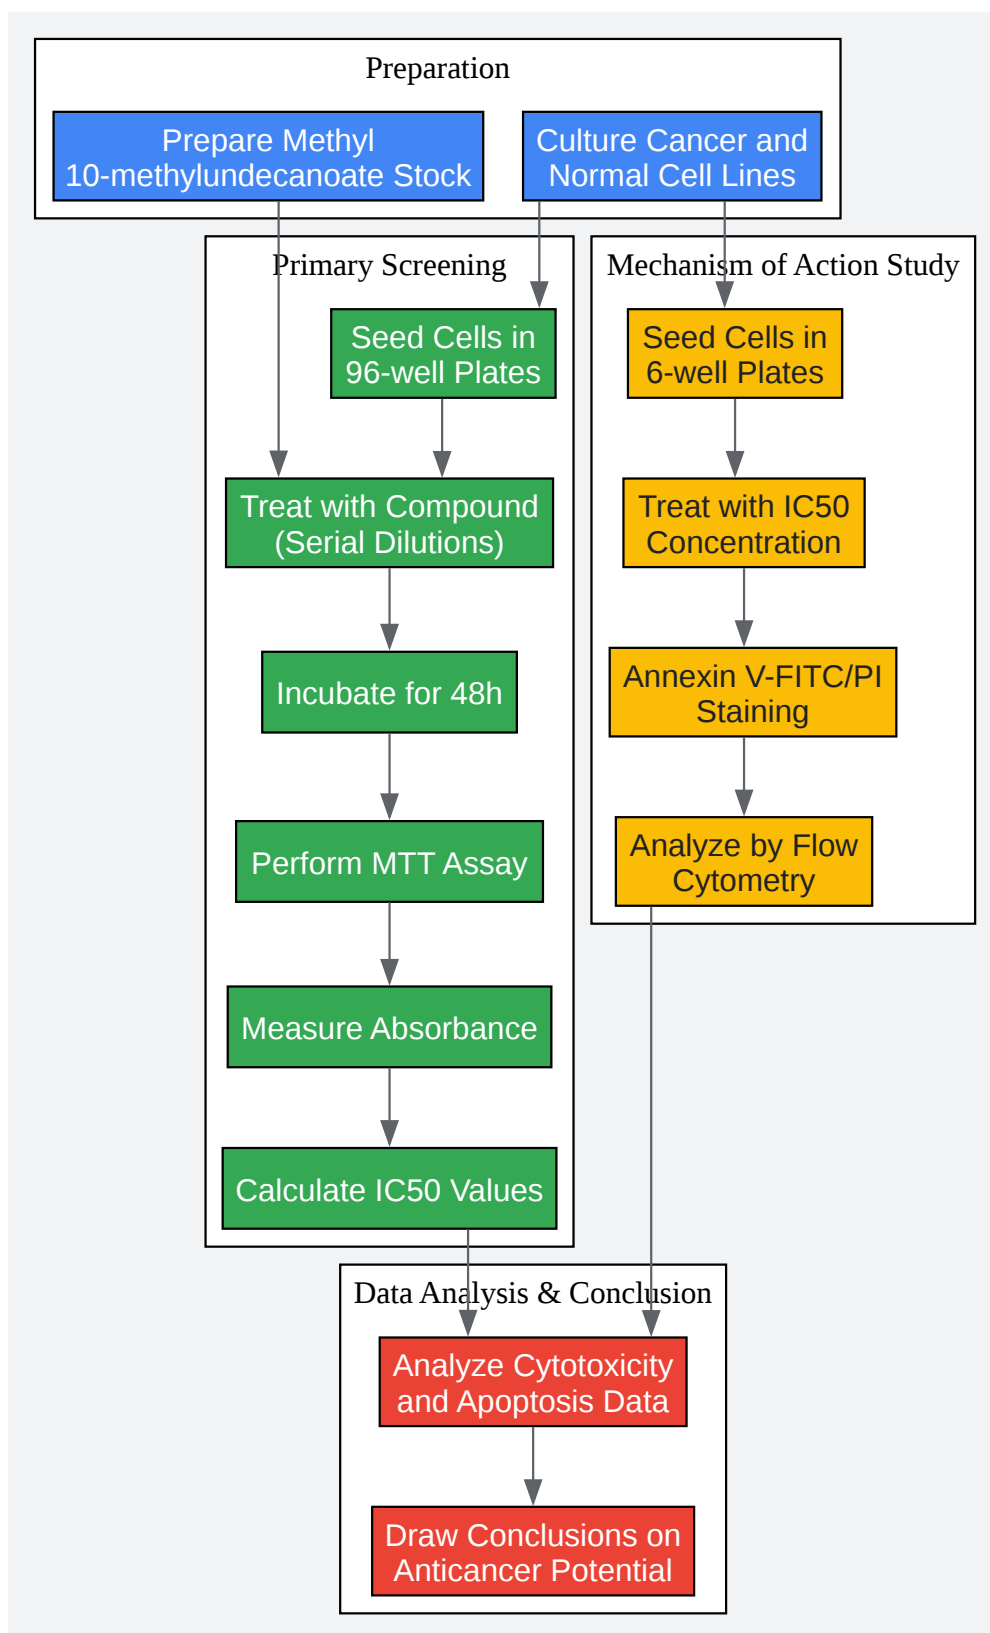 Preparation
Prepare Methyl
10-methylundecanoate Stock
Culture Cancer and
Normal Cell Lines
Primary Screening
Seed Cells in
96-well Plates
Treat with Compound
(Serial Dilutions)
Incubate for 48h
Perform MTT Assay
Measure Absorbance
Calculate IC50 Values
Mechanism of Action Study
Seed Cells in
6-well Plates
Treat with IC50
Concentration
Annexin V-FITC/PI
Staining
Analyze by Flow
Cytometry
Data Analysis & Conclusion
Analyze Cytotoxicity
and Apoptosis Data
Draw Conclusions on
Anticancer Potential